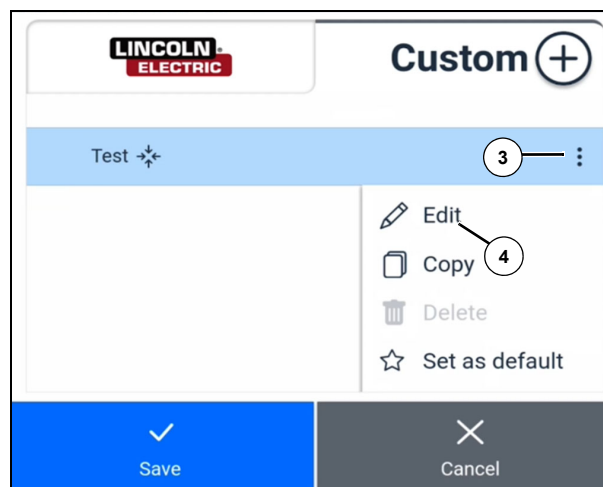 LINCOLN
ELECTRIC
Custom
Test
3
Edit
4
Copy
Delete
Set as default
Save
Cancel